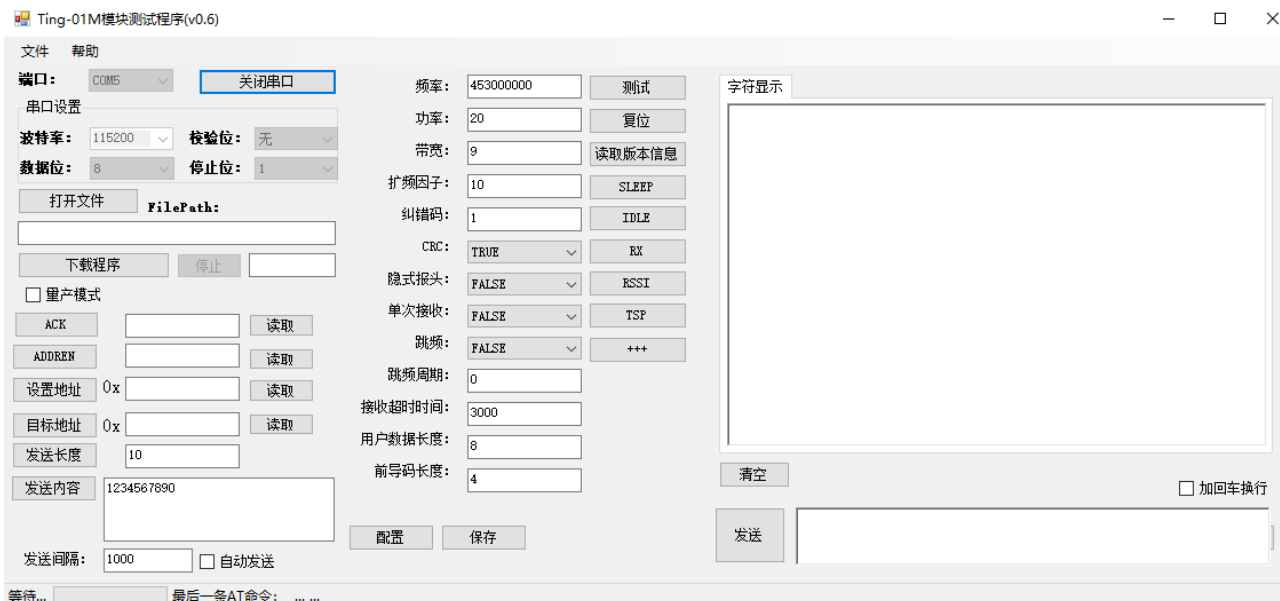 Ting-01M模块测试程序(v0.6)
文件 帮助
端口: COM5 关闭串口
串口设置
波特率: 115200 校验位: 无
数据位: 8 停止位: 1
打开文件 FilePath:
下载程序 停止
量产模式
ACK 读取
ADDREN 读取
设置地址 0x 读取
目标地址 0x 读取
发送长度 10
发送内容 1234567890
发送间隔: 1000 自动发送
频率: 453000000 测试
功率: 20 复位
带宽: 9 读取版本信息
扩频因子: 10 SLEEP
纠错码: 1 IDLE
CRC: TRUE RX
隐式报头: FALSE RSSI
单次接收: FALSE TSP
跳频: FALSE +++
跳频周期: 0
接收超时时间: 3000
用户数据长度: 8
前导码长度: 4
配置 保存
字符显示
清空
加回车换行
发送
等待... 最后一条AT命令: ... ...